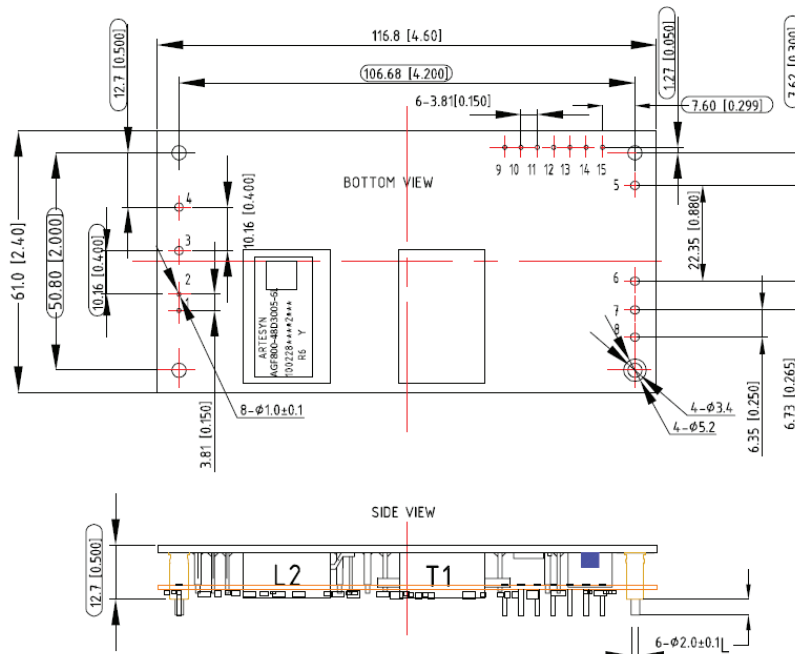 116.8 [4.60]
106.68 [4.200]
12.7 [0.500]
1.27 [0.050]
7.62 [0.300]
6-3.81[0.150]
7.60 [0.299]
9 10 11 12 13 14 15
BOTTOM VIEW
5
4
3
2
1
10.16 [0.400]
10.16 [0.400]
61.0 [2.40]
50.80 [2.000]
22.35 [0.880]
6
7
8
ARTESYN
AGF800-48D3005-6L
100228****2***
R6 Y
8-φ1.0±0.1
3.81 [0.150]
4-φ3.4
4-φ5.2
6.35 [0.250]
6.73 [0.265]
SIDE VIEW
12.7 [0.500]
L2
T1
6-φ2.0±0.1
L